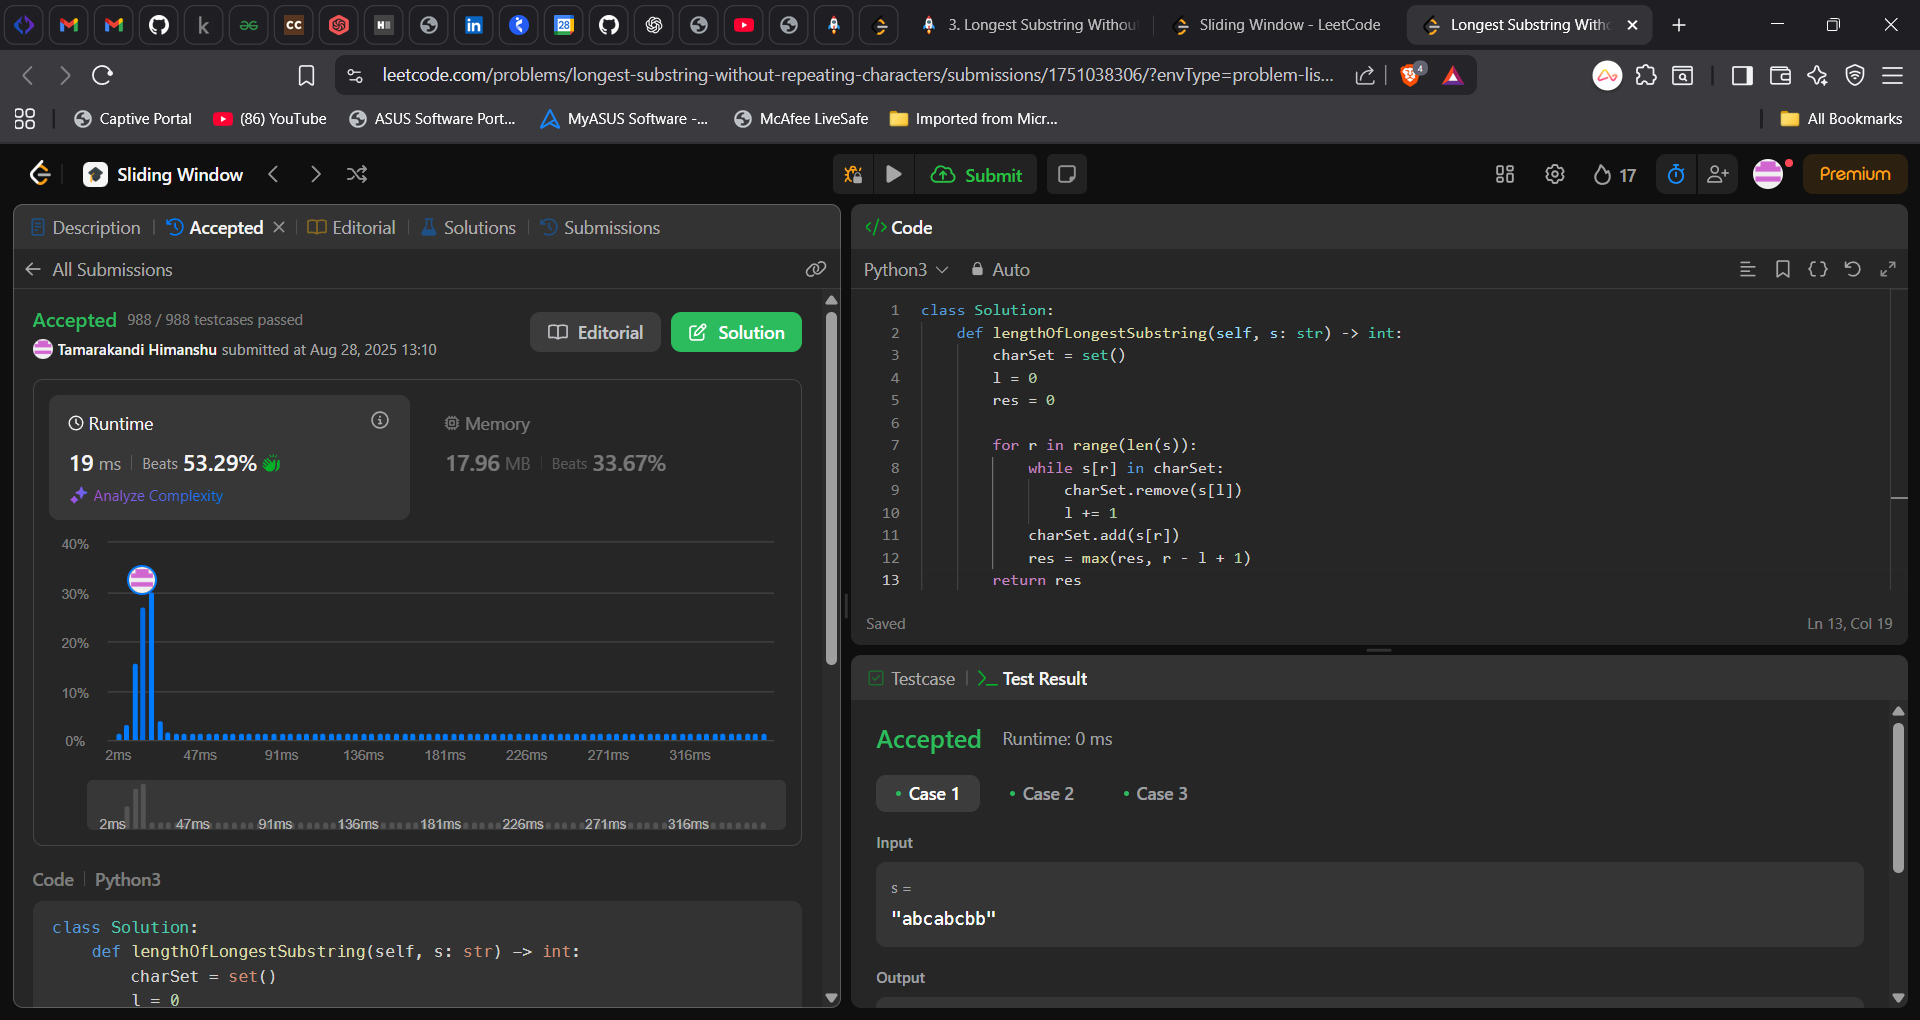 3. Longest Substring Withou
Sliding Window - LeetCode
Longest Substring With
leetcode.com/problems/longest-substring-without-repeating-characters/submissions/1751038306/?envType=problem-lis...
4
Captive Portal
(86) YouTube
ASUS Software Port...
MyASUS Software -...
McAfee LiveSafe
Imported from Micr...
All Bookmarks
Sliding Window
Submit
17
Premium
Description
Accepted
Editorial
Solutions
Submissions
All Submissions
Accepted 988 / 988 testcases passed
Tamarakandi Himanshu submitted at Aug 28, 2025 13:10
Editorial
Solution
Runtime
19 ms | Beats 53.29%
Analyze Complexity
Memory
17.96 MB | Beats 33.67%
40%
30%
20%
10%
0%
2ms 47ms 91ms 136ms 181ms 226ms 271ms 316ms
2ms 47ms 91ms 136ms 181ms 226ms 271ms 316ms
Code | Python3
class Solution:
def lengthOfLongestSubstring(self, s: str) -> int:
charSet = set()
l = 0
</> Code
Python3
Auto
1 class Solution:
2 def lengthOfLongestSubstring(self, s: str) -> int:
3 charSet = set()
4 l = 0
5 res = 0
6
7 for r in range(len(s)):
8 while s[r] in charSet:
9 charSet.remove(s[l])
10 l += 1
11 charSet.add(s[r])
12 res = max(res, r - l + 1)
13 return res
Saved
Ln 13, Col 19
Testcase
Test Result
Accepted Runtime: 0 ms
Case 1
Case 2
Case 3
Input
s =
"abcabcbb"
Output